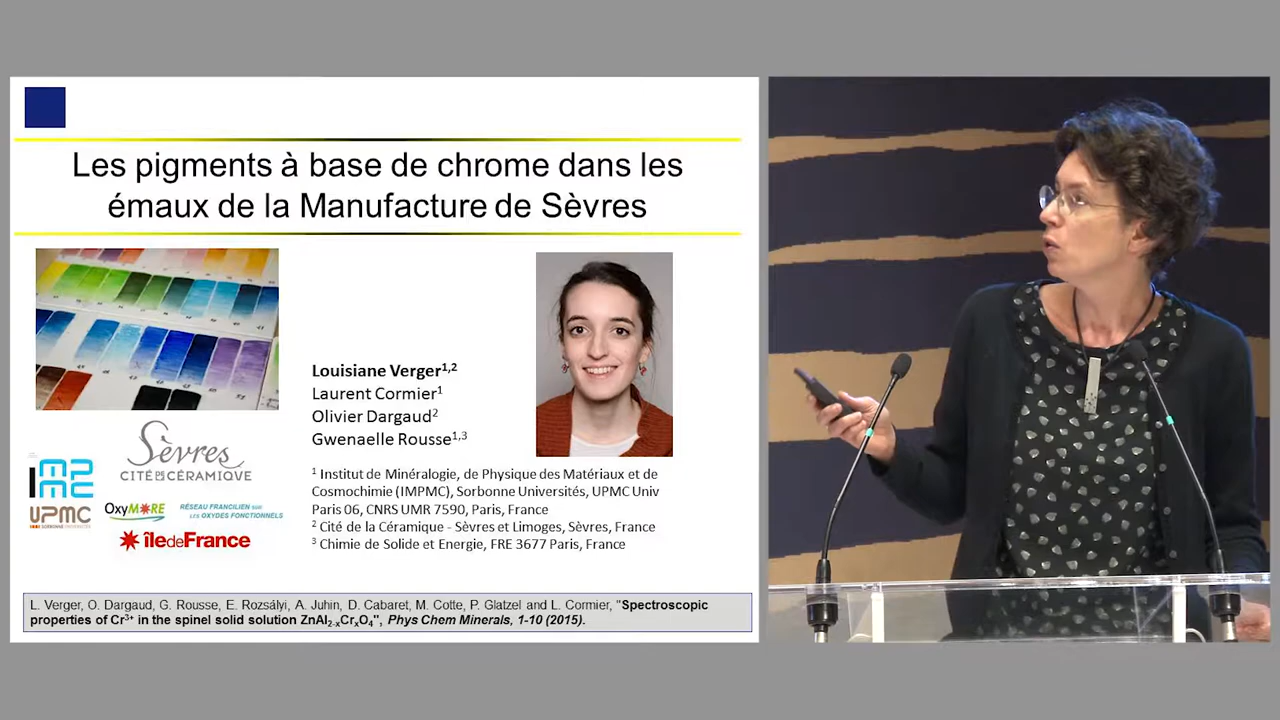 Les pigments à base de chrome dans les
émaux de la Manufacture de Sèvres
Louisiane Verger1,2
Laurent Cormier1
Olivier Dargaud2
Gwenaelle Rousse1,3
1 Institut de Minéralogie, de Physique des Matériaux et de
Cosmochimie (IMPMC), Sorbonne Universités, UPMC Univ
Paris 06, CNRS UMR 7590, Paris, France
2 Cité de la Céramique - Sèvres et Limoges, Sèvres, France
3 Chimie de Solide et Energie, FRE 3677 Paris, France
Sèvres
CITÉ DE LA CÉRAMIQUE
IMPMC
UPMC
OxyMORE
RÉSEAU FRANCILIEN SUR
LES OXYDES FONCTIONNELS
îledeFrance
L. Verger, O. Dargaud, G. Rousse, E. Rozsályi, A. Juhin, D. Cabaret, M. Cotte, P. Glatzel and L. Cormier, "Spectroscopic
properties of Cr3+ in the spinel solid solution ZnAl2-xCrxO4", Phys Chem Minerals, 1-10 (2015).